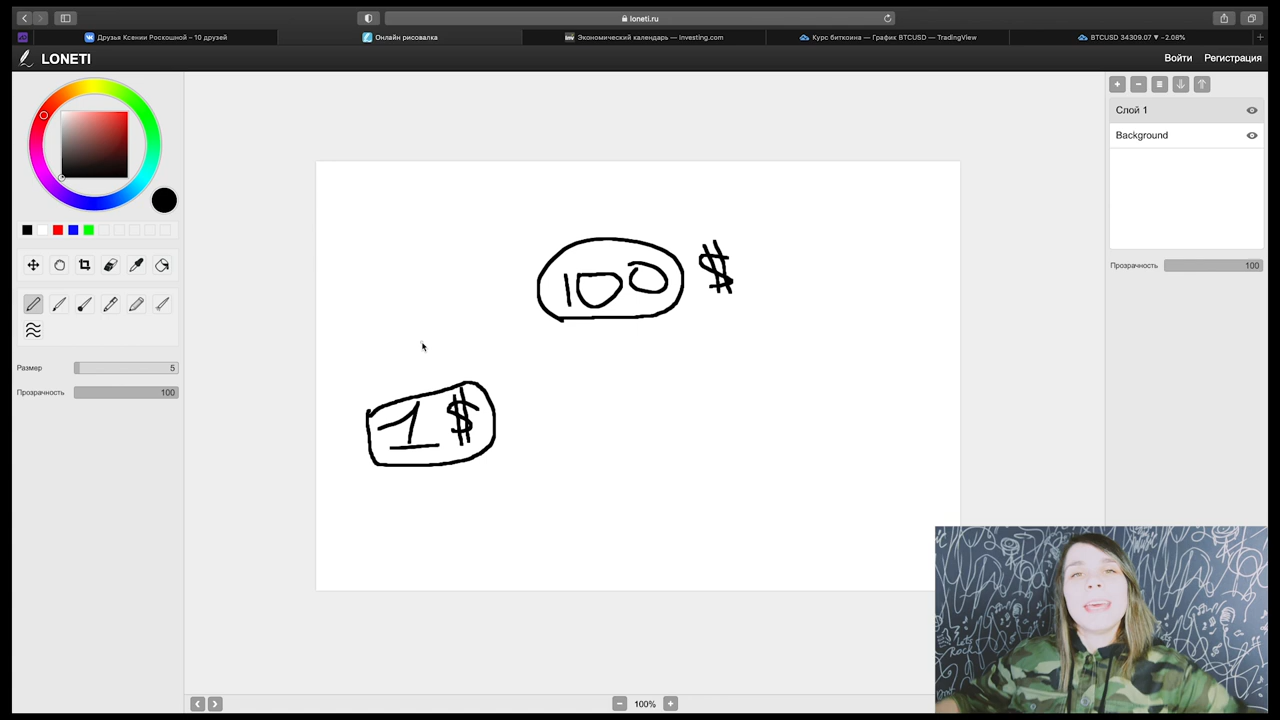 loneti.ru
Друзья Ксении Роскошной – 10 друзей
Онлайн рисовалка
Экономический календарь — Investing.com
Курс биткоина — График BTCUSD — TradingView
BTCUSD 34309.07 ▼ −2.08%
LONETI
Войти
Регистрация
Слой 1
Background
Прозрачность 100
Размер 5
Прозрачность 100
100 $
1 $
100%